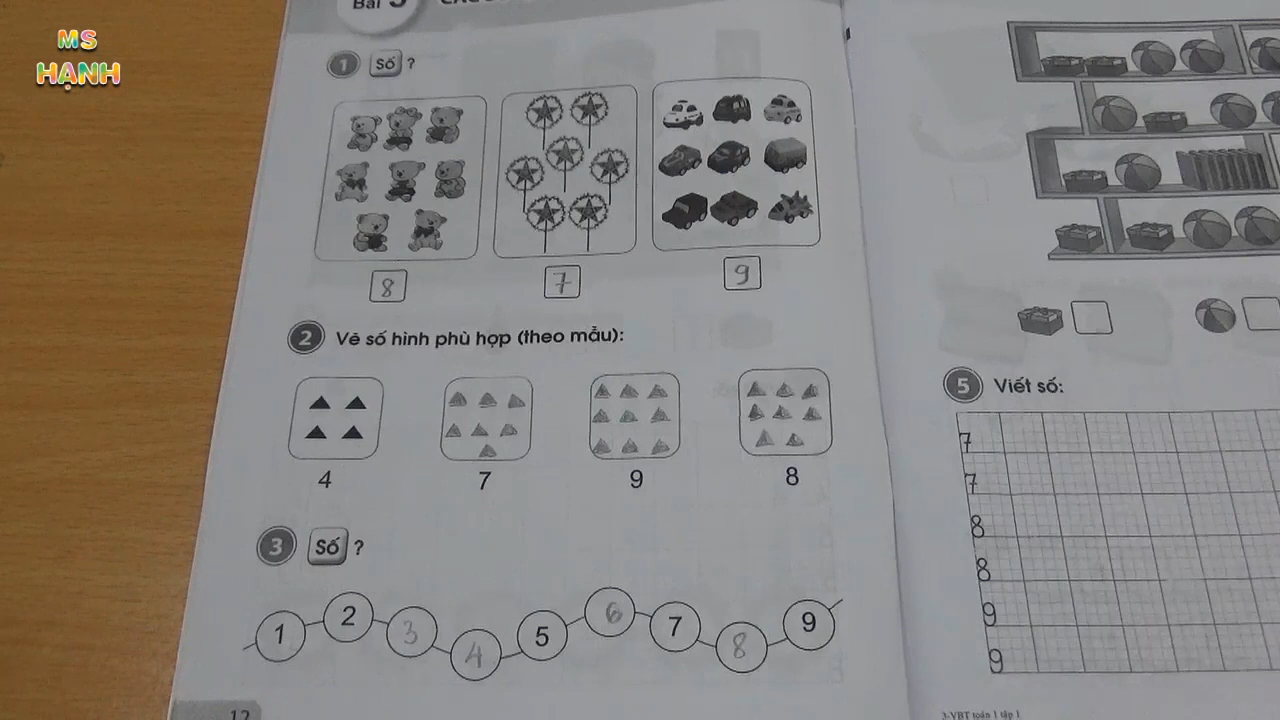 MS
HẠNH
Bài 5
1 Số ?
8 7 9
2 Vẽ số hình phù hợp (theo mẫu):
4 7 9 8
3 Số ?
1 2 3 4 5 6 7 8 9
12
5 Viết số:
7
7
8
8
9
9
3-VBT toán 1 tập 1